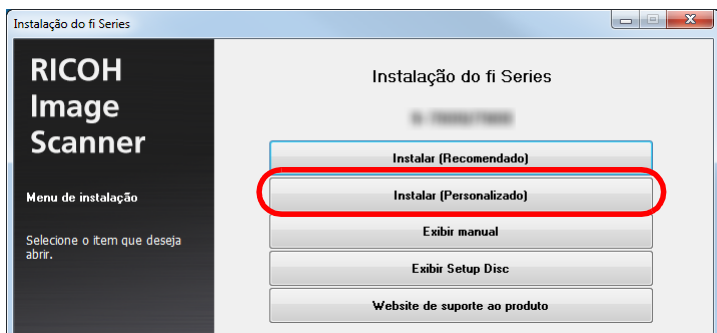 Instalação do fi Series
RICOH
Image
Scanner
Menu de instalação
Selecione o item que deseja
abrir.
Instalação do fi Series
Instalar (Recomendado)
Instalar (Personalizado)
Exibir manual
Exibir Setup Disc
Website de suporte ao produto